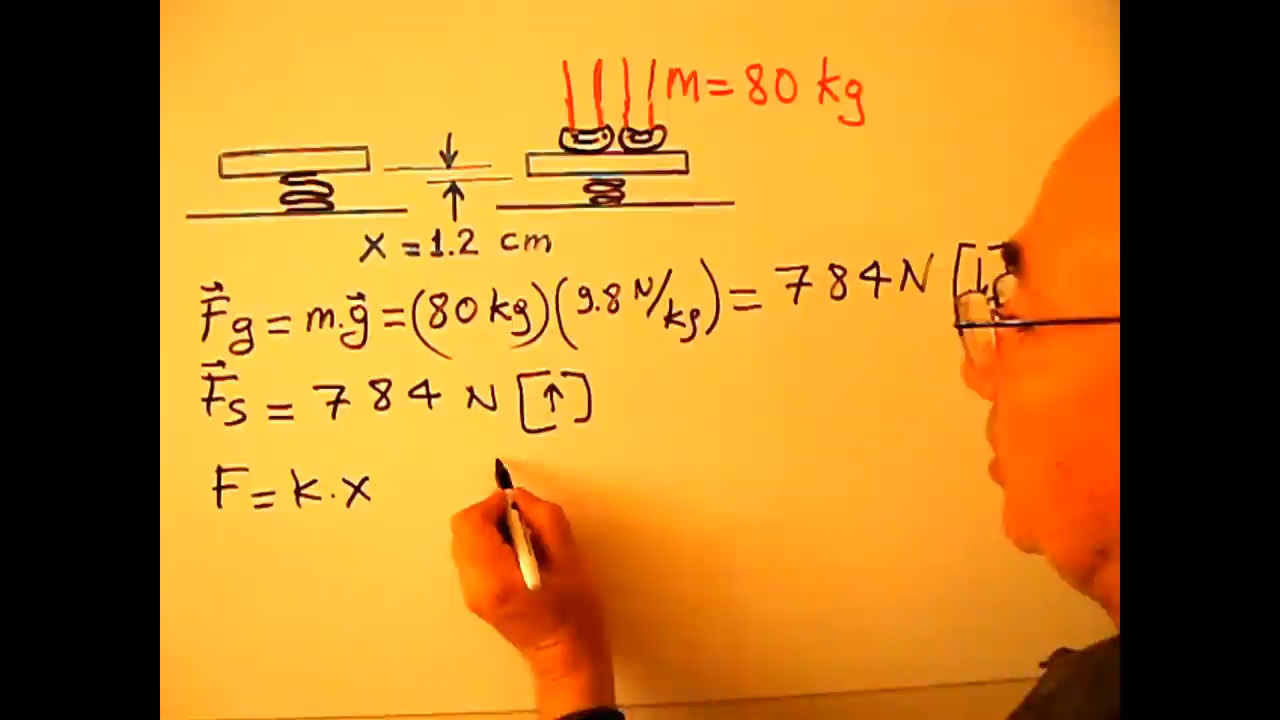 m = 80 kg
x = 1.2 cm
F⃗g = m.g⃗ = (80 kg)(9.8 N/kg) = 784 N [↓]
F⃗s = 784 N [↑]
F = k.x